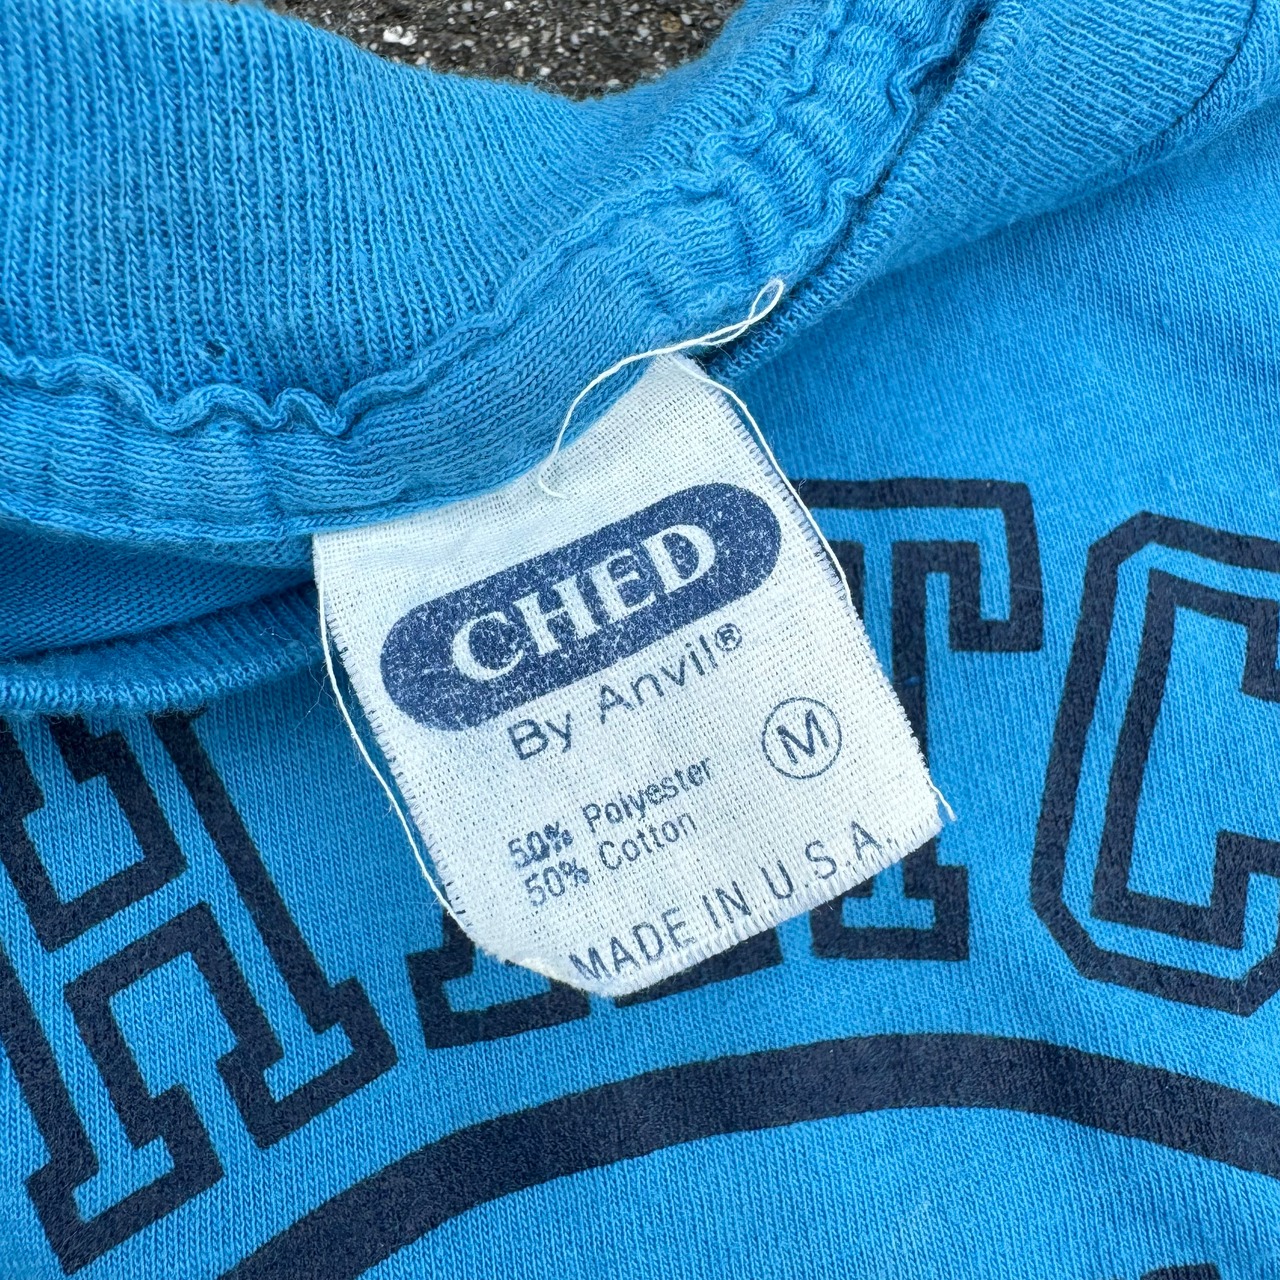 CHED
By Anvil®
M
50% Polyester
50% Cotton
MADE IN U.S.A.